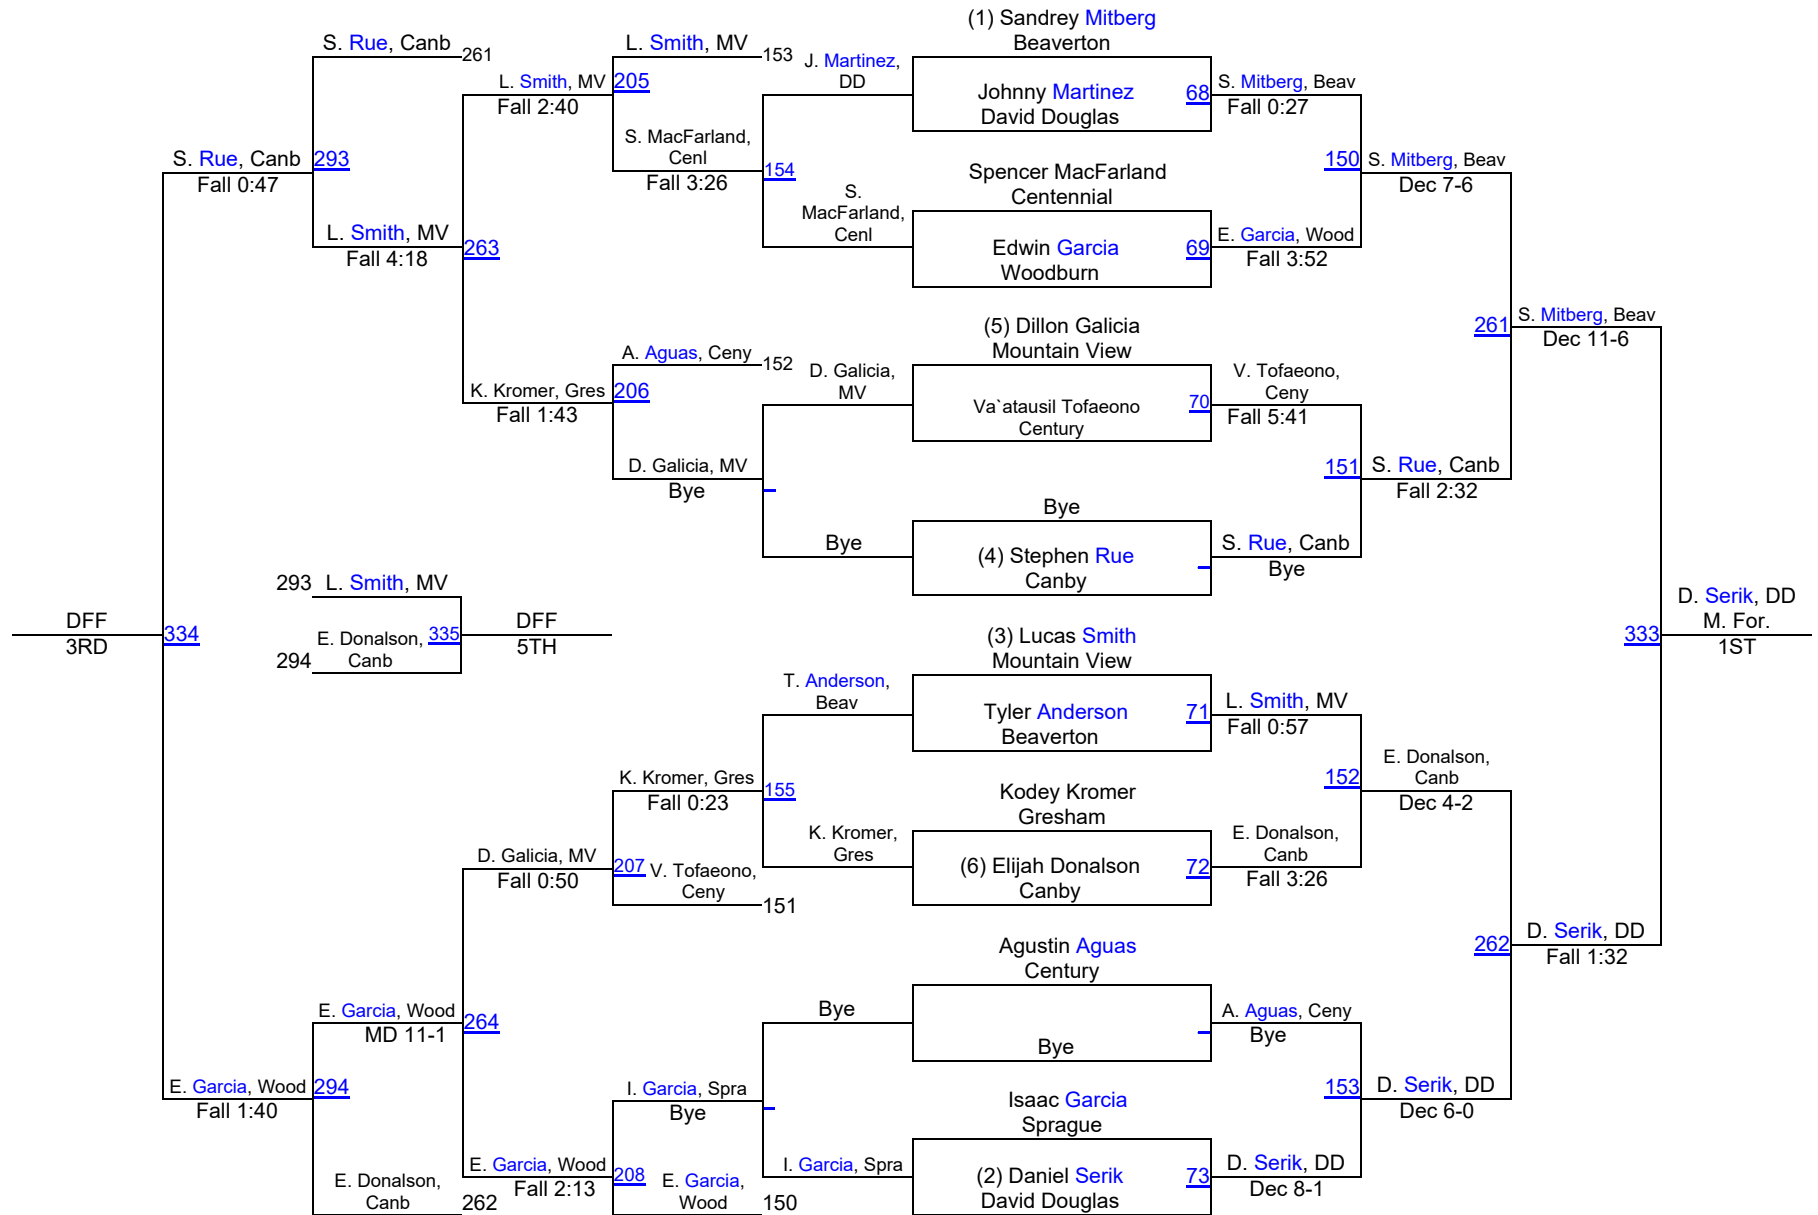 (1) Sandrey Mitberg
Beaverton
S. Rue, Canb
261
L. Smith, MV
153
J. Martinez,
DD
L. Smith, MV
205
Fall 2:40
Johnny Martinez
David Douglas
68
S. Mitberg, Beav
Fall 0:27
S. MacFarland,
Cenl
Fall 3:26
154
S. Rue, Canb
293
Fall 0:47
Spencer MacFarland
Centennial
150
S. Mitberg, Beav
Dec 7-6
S.
MacFarland,
Cenl
L. Smith, MV
Fall 4:18
263
Edwin Garcia
Woodburn
69
E. Garcia, Wood
Fall 3:52
(5) Dillon Galicia
Mountain View
261
S. Mitberg, Beav
Dec 11-6
A. Aguas, Ceny
152
D. Galicia,
MV
K. Kromer, Gres
206
Fall 1:43
Va`atausil Tofaeono
Century
70
V. Tofaeono,
Ceny
Fall 5:41
D. Galicia, MV
Bye
151
S. Rue, Canb
Fall 2:32
Bye
Bye
(4) Stephen Rue
Canby
S. Rue, Canb
Bye
293
L. Smith, MV
DFF
3RD
334
E. Donalson,
Canb
294
335
DFF
5TH
D. Serik, DD
M. For.
1ST
333
(3) Lucas Smith
Mountain View
T. Anderson,
Beav
Tyler Anderson
Beaverton
71
L. Smith, MV
Fall 0:57
K. Kromer, Gres
Fall 0:23
155
Kodey Kromer
Gresham
152
E. Donalson,
Canb
Dec 4-2
K. Kromer,
Gres
D. Galicia, MV
Fall 0:50
207
V. Tofaeono,
Ceny
151
(6) Elijah Donalson
Canby
72
E. Donalson,
Canb
Fall 3:26
Agustin Aguas
Century
262
D. Serik, DD
Fall 1:32
E. Garcia, Wood
MD 11-1
264
Bye
Bye
A. Aguas, Ceny
Bye
E. Garcia, Wood
294
Fall 1:40
I. Garcia, Spra
Bye
Isaac Garcia
Sprague
153
D. Serik, DD
Dec 6-0
E. Donalson,
Canb
262
E. Garcia, Wood
Fall 2:13
208
E. Garcia,
Wood
150
I. Garcia, Spra
(2) Daniel Serik
David Douglas
73
D. Serik, DD
Dec 8-1